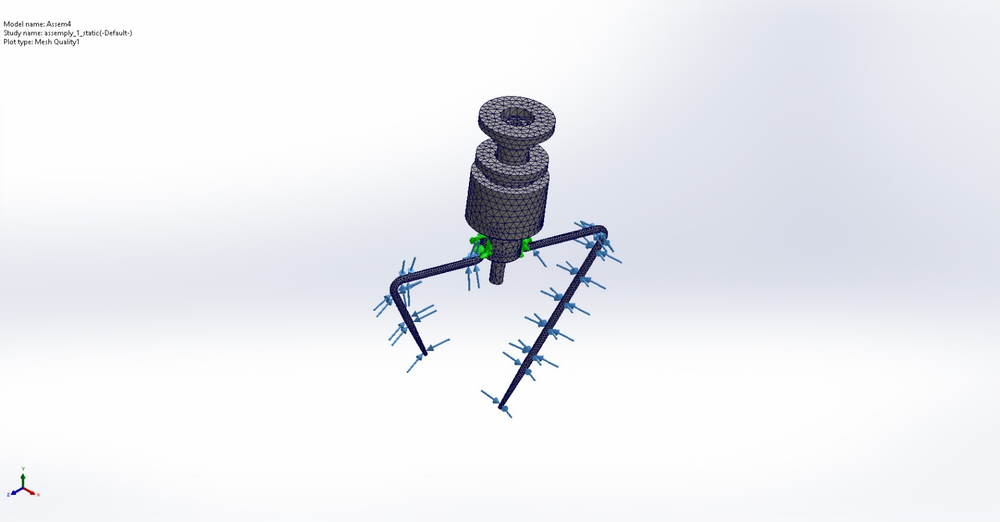 Model name: Assem4
Study name: assemply_1_static(-Default-)
Plot type: Mesh Quality1
Y
Z
X